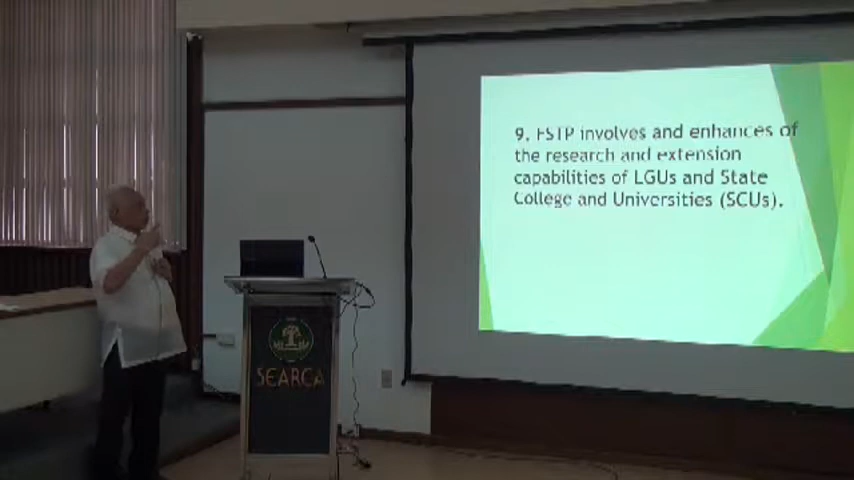 9. FSTP involves and enhances of
the research and extension
capabilities of LGUs and State
College and Universities (SCUs).
SEARCA